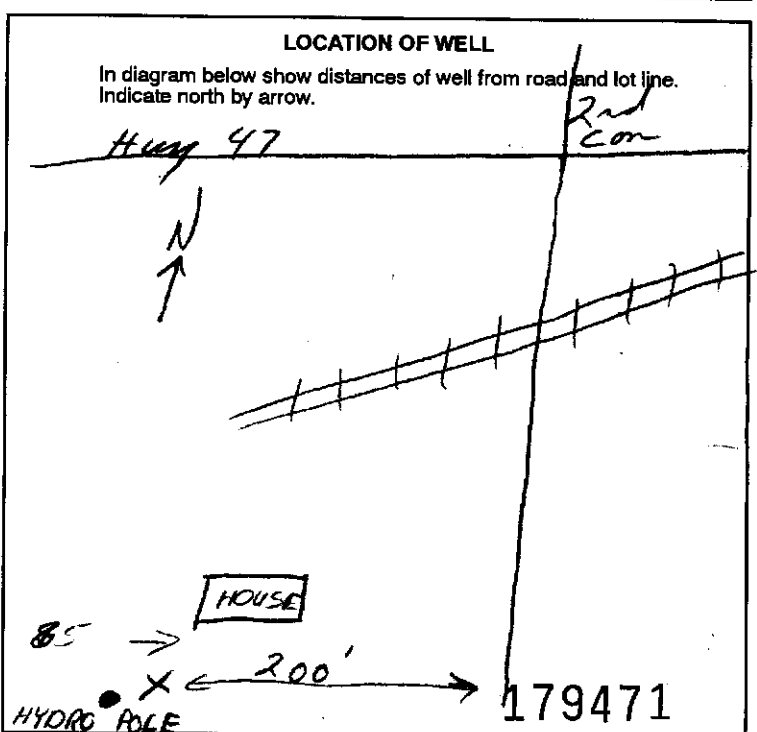 LOCATION OF WELL
In diagram below show distances of well from road and lot line.
Indicate north by arrow.
2nd
Con
Hwy 47
N
HOUSE
200'
179471
HYDRO POLE